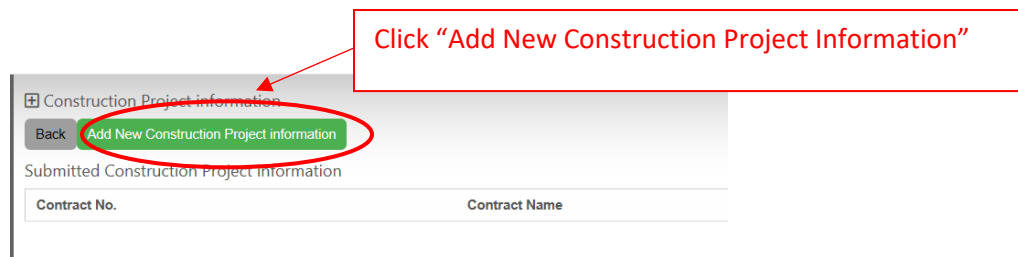 Click “Add New Construction Project Information”
Construction Project information
Back
Add New Construction Project information
Submitted Construction Project Information
Contract No.
Contract Name